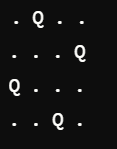 . Q . .
. . . Q
Q . . .
. . Q .